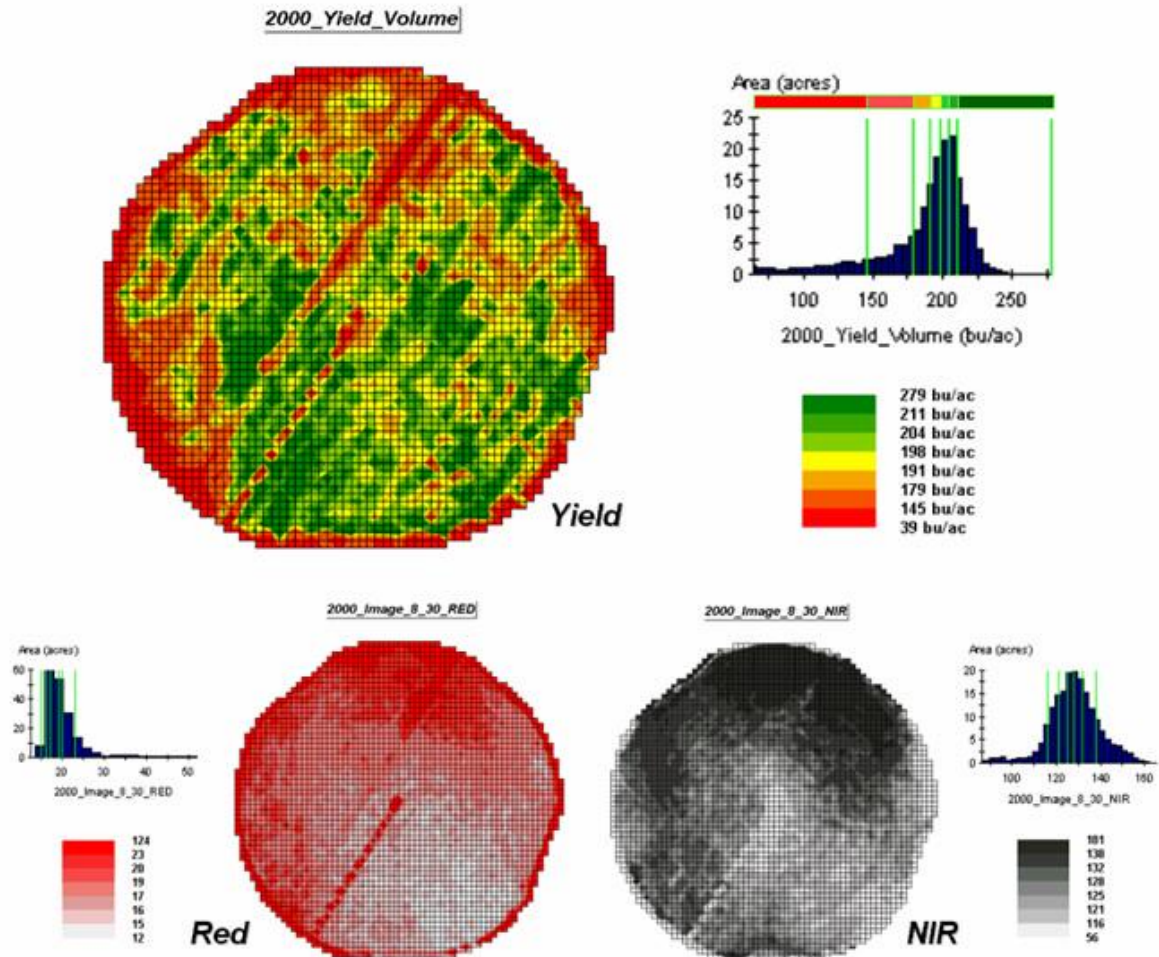 2000_Yield_Volume
Area (acres)
25
20
15
10
5
0
100 150 200 250
2000_Yield_Volume (bu/ac)
279 bu/ac
211 bu/ac
204 bu/ac
198 bu/ac
191 bu/ac
179 bu/ac
145 bu/ac
39 bu/ac
Yield
2000_Image_8_30_RED
Area (acres)
60
40
20
0
20 30 40 50
2000_Image_8_30_RED
124
23
20
19
17
16
15
12
Red
2000_Image_8_30_NIR
Area (acres)
20
15
10
5
0
100 120 140 160
2000_Image_8_30_NIR
181
138
132
128
125
121
116
56
NIR